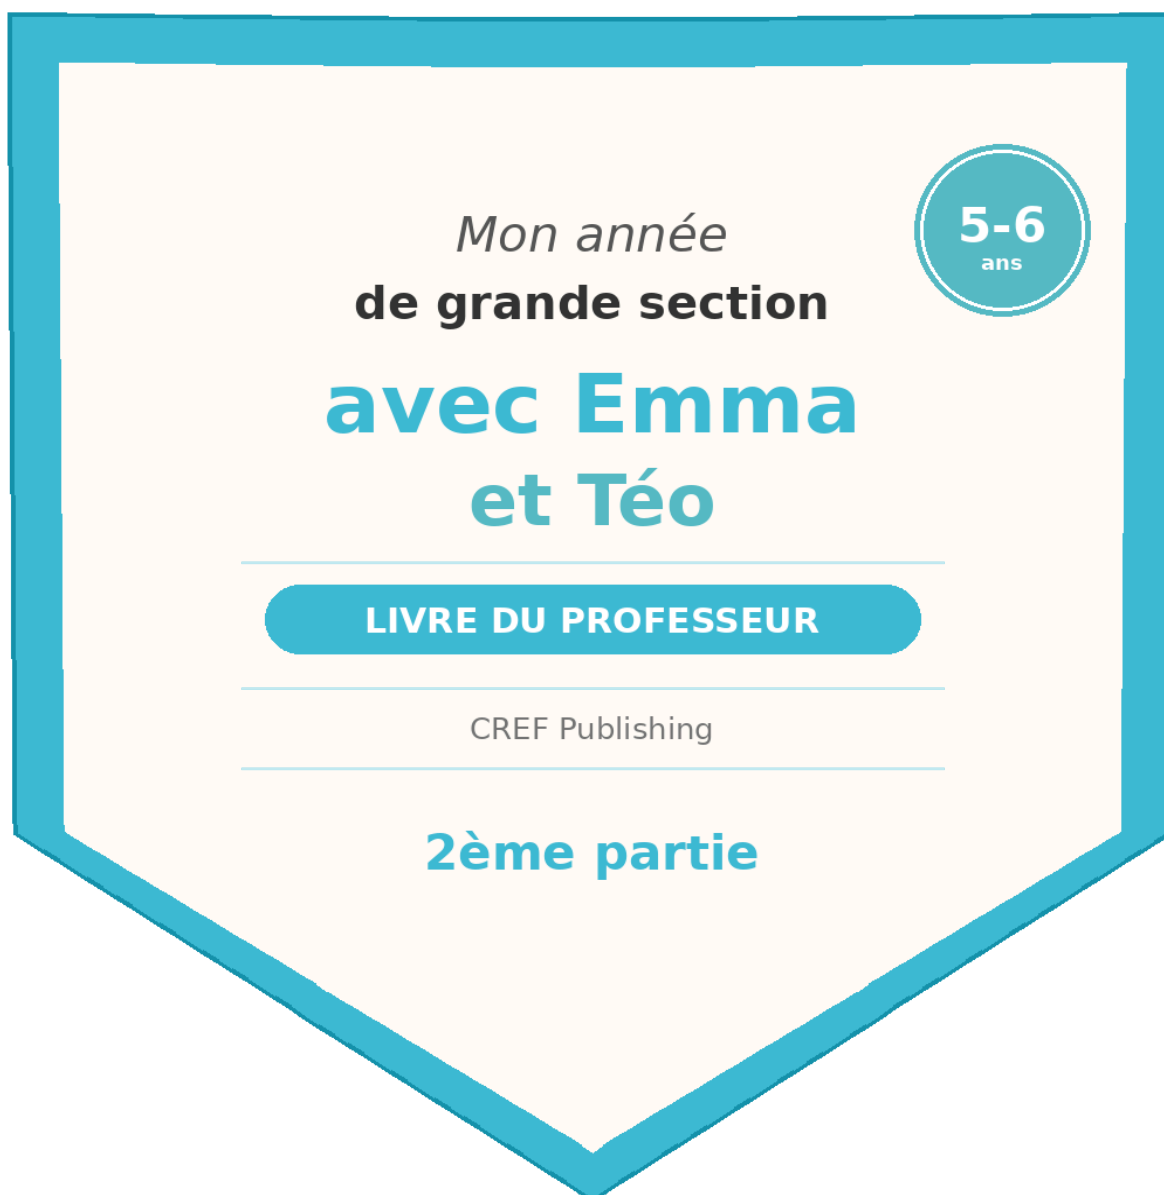 Mon année
de grande section
5-6
ans
avec Emma
et Téo
LIVRE DU PROFESSEUR
CREF Publishing
2ème partie